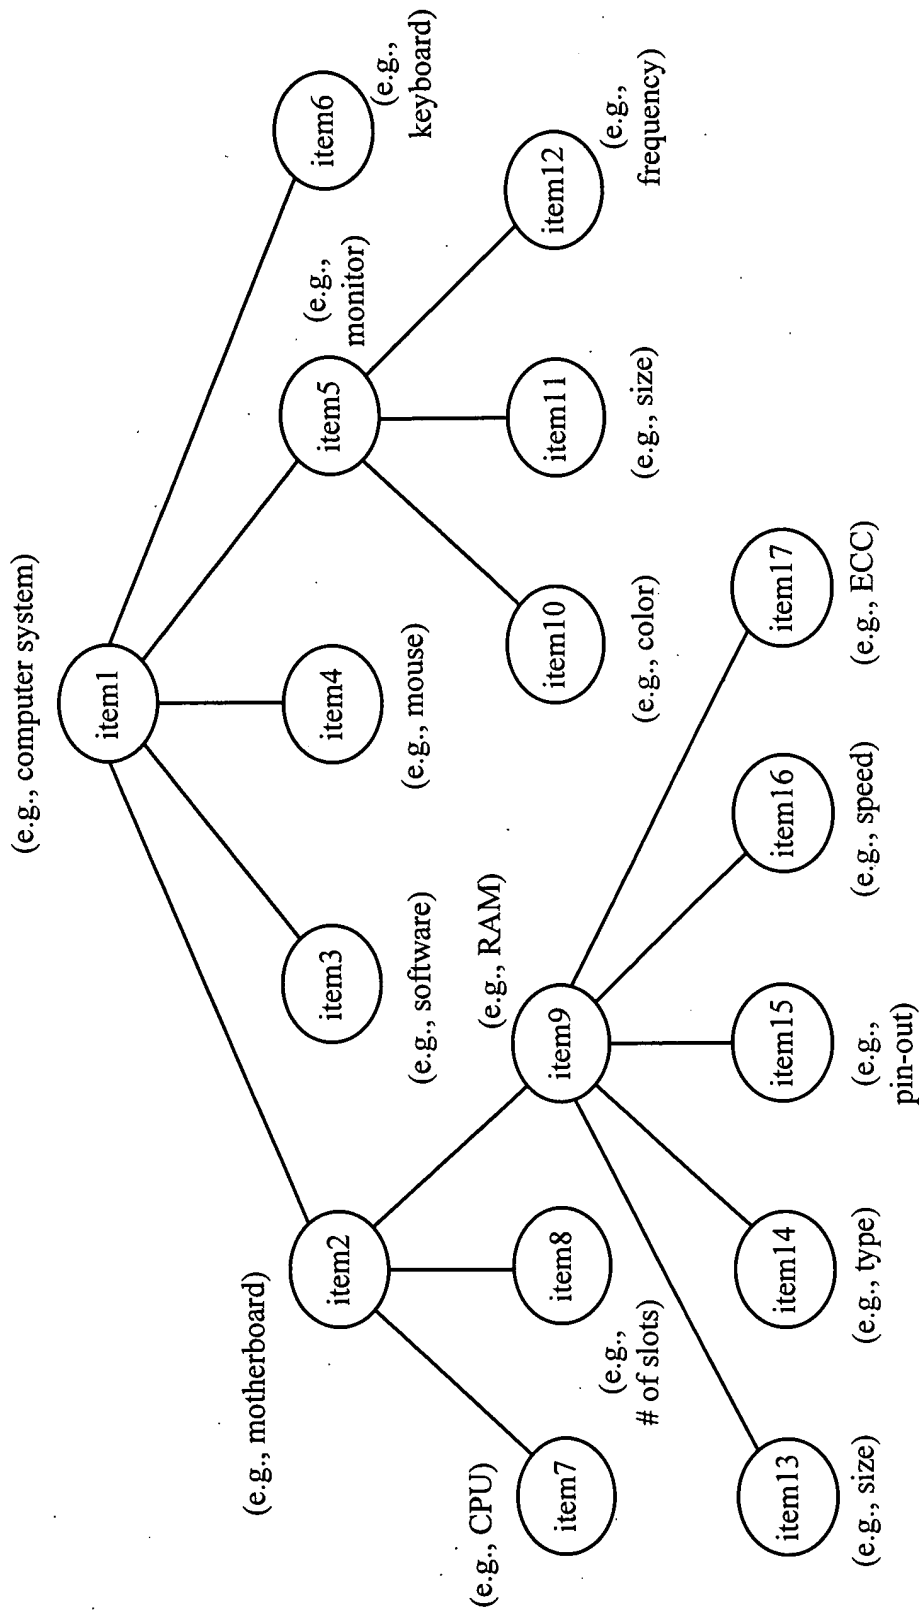 (e.g., computer system)
item1
(e.g., motherboard)
item2
item3
(e.g., software)
item4
(e.g., mouse)
(e.g.,
monitor)
item5
item6
(e.g.,
keyboard)
(e.g., CPU)
item7
item8
(e.g.,
# of slots)
(e.g., RAM)
item9
item10
(e.g., color)
item11
(e.g., size)
item12
(e.g.,
frequency)
item13
(e.g., size)
item14
(e.g., type)
item15
(e.g.,
pin-out)
item16
(e.g., speed)
item17
(e.g., ECC)